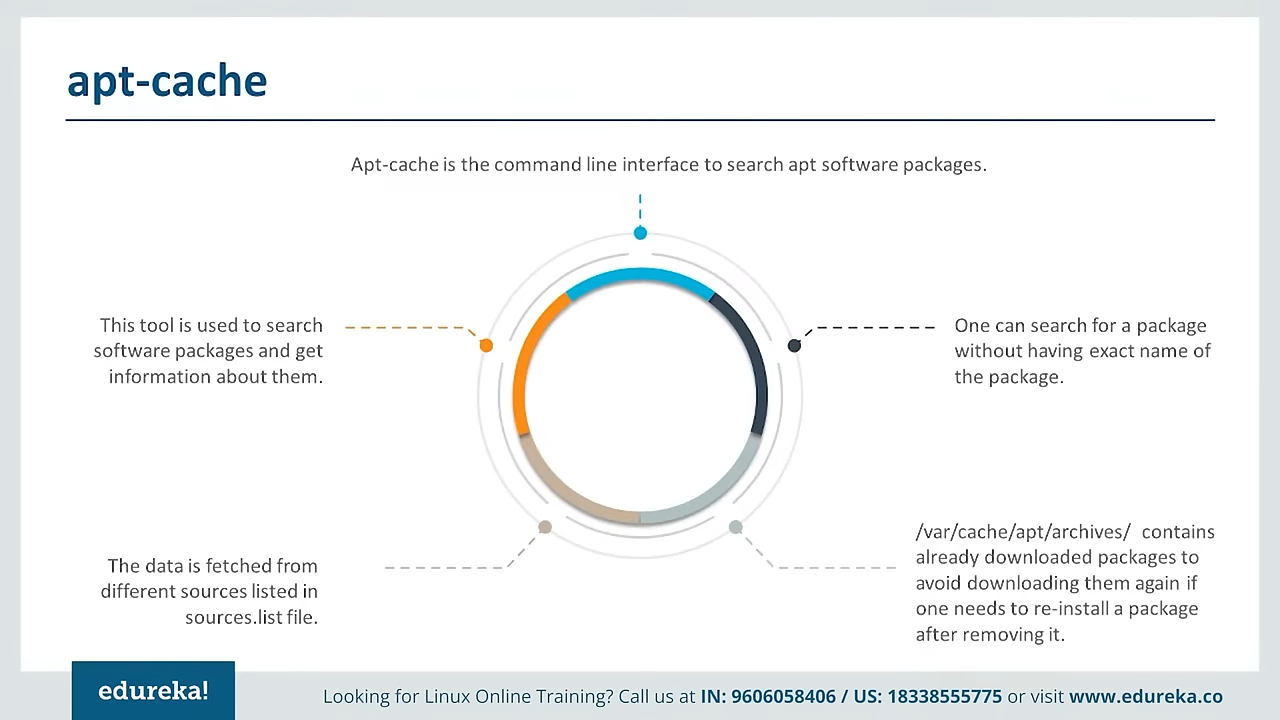 apt-cache
Apt-cache is the command line interface to search apt software packages.
This tool is used to search
software packages and get
information about them.
One can search for a package
without having exact name of
the package.
The data is fetched from
different sources listed in
sources.list file.
/var/cache/apt/archives/ contains
already downloaded packages to
avoid downloading them again if
one needs to re-install a package
after removing it.
edureka!
Looking for Linux Online Training? Call us at IN: 9606058406 / US: 18338555775 or visit www.edureka.co